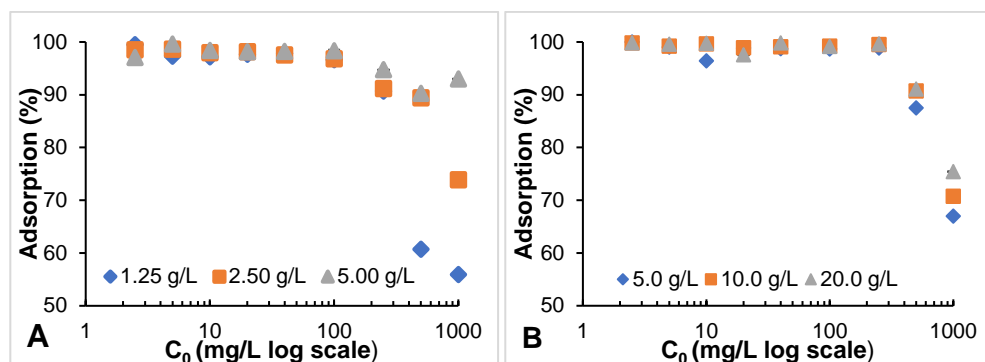 100
90
80
70
60
50
Adsorption (%)
1.25 g/L 2.50 g/L 5.00 g/L
1 10 100 1000
A
C0 (mg/L log scale)
100
90
80
70
60
50
Adsorption (%)
5.0 g/L 10.0 g/L 20.0 g/L
1 10 100 1000
B
C0 (mg/L log scale)